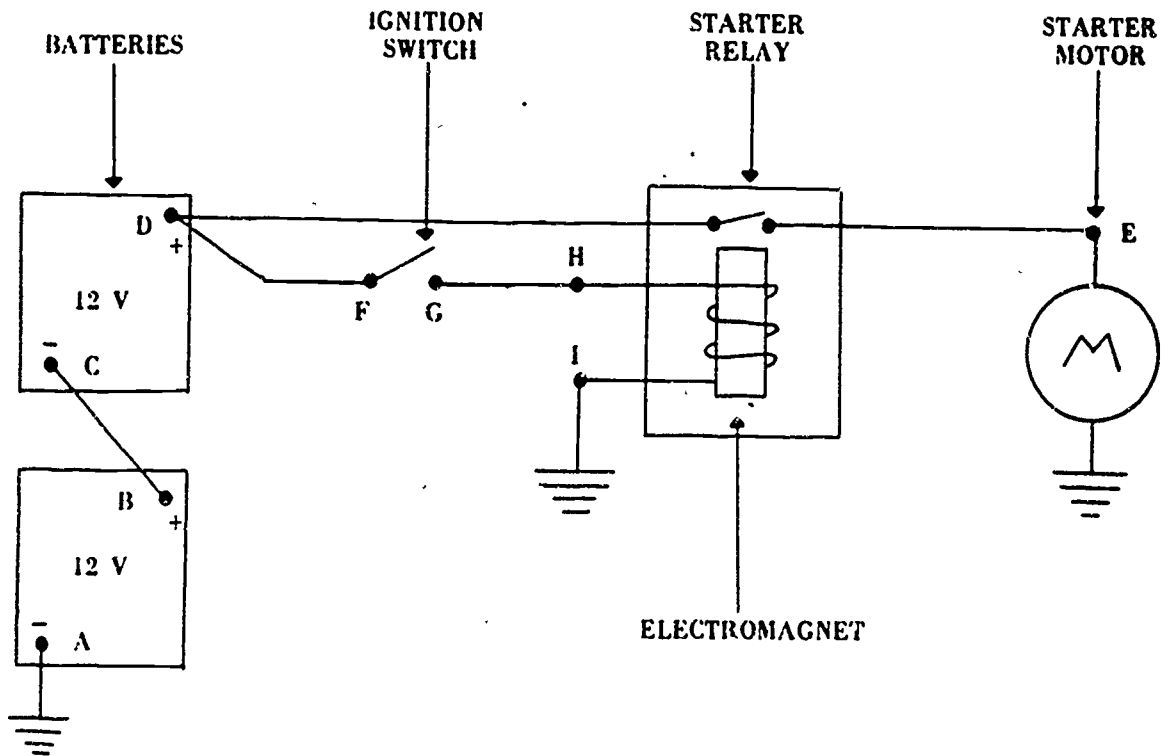 BATTERIES
IGNITION
SWITCH
STARTER
RELAY
STARTER
MOTOR
D
+
12 V
-
C
F
G
H
I
E
M
B
+
12 V
-
A
ELECTROMAGNET